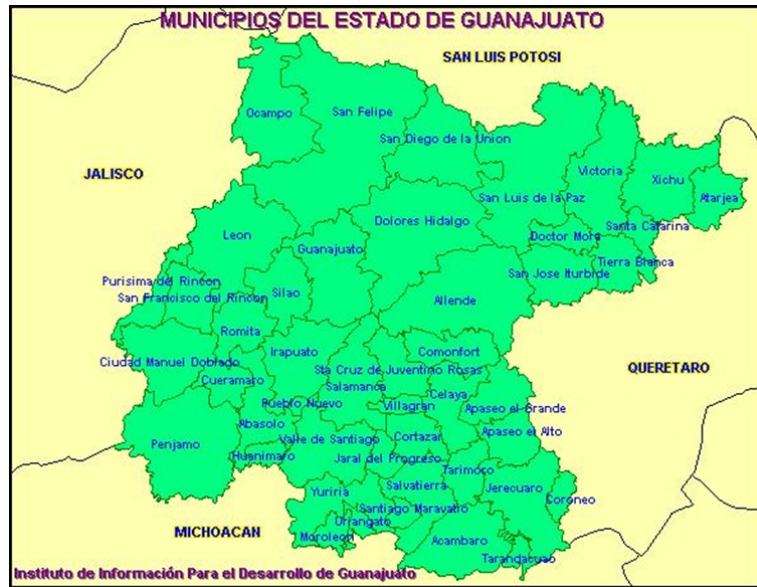 MUNICIPIOS DEL ESTADO DE GUANAJUATO
SAN LUIS POTOSI
Ocampo
San Felipe
San Diego de la Union
JALISCO
Victoria
Xichu
Atarjea
San Luis de la Paz
Dolores Hidalgo
Leon
Guanajuato
Santa Catarina
Doctor Mora
Tierra Blanca
San Jose Iturbide
Purisima del Rincon
San Francisco del Rincon
Silao
Allende
Romita
Irapuato
Comonfort
Ciudad Manuel Doblado
Sta Cruz de Juventino Rosas
QUERETARO
Cueramaro
Salamanca
Celaya
Pueblo Nuevo
Villagran
Apaseo el Grande
Abasolo
Apaseo el Alto
Penjamo
Valle de Santiago
Cortazar
Huanimaro
Jaral del Progreso
Tarimoco
Yuriria
Salvatierra
Jerecuaro
Coroneo
Santiago Maravatro
Urrangato
MICHOACAN
Moroleon
Acambaro
Tarandacuao
Instituto de Información Para el Desarrollo de Guanajuato